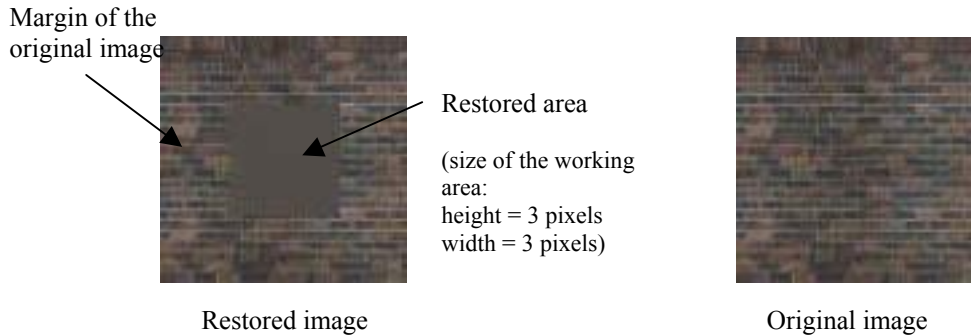 Margin of the
original image
Restored area
(size of the working
area:
height = 3 pixels
width = 3 pixels)
Restored image
Original image